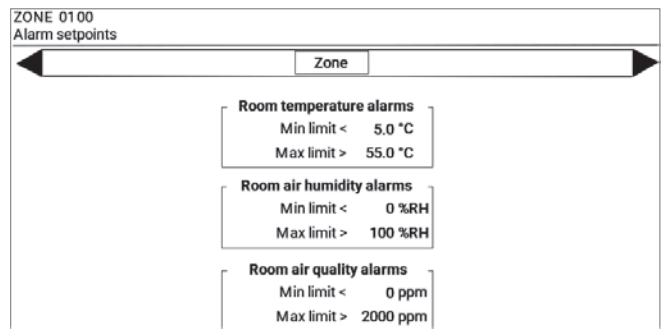 ZONE 0100
Alarm setpoints
Zone
Room temperature alarms
Min limit < 5.0 °C
Max limit > 55.0 °C
Room air humidity alarms
Min limit < 0 %RH
Max limit > 100 %RH
Room air quality alarms
Min limit < 0 ppm
Max limit > 2000 ppm